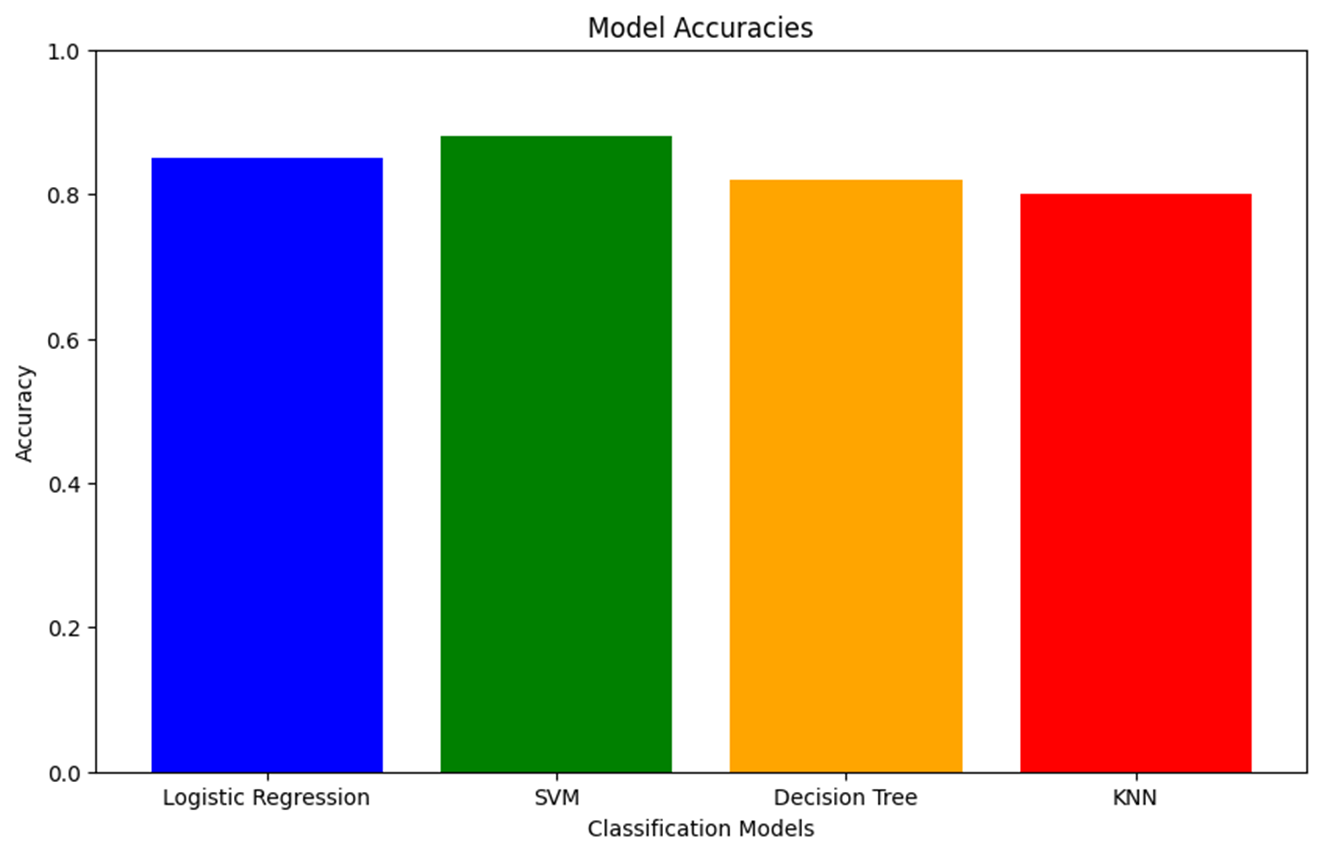 Model Accuracies
1.0
0.8
0.6
0.4
0.2
0.0
Accuracy
Logistic Regression
SVM
Decision Tree
KNN
Classification Models